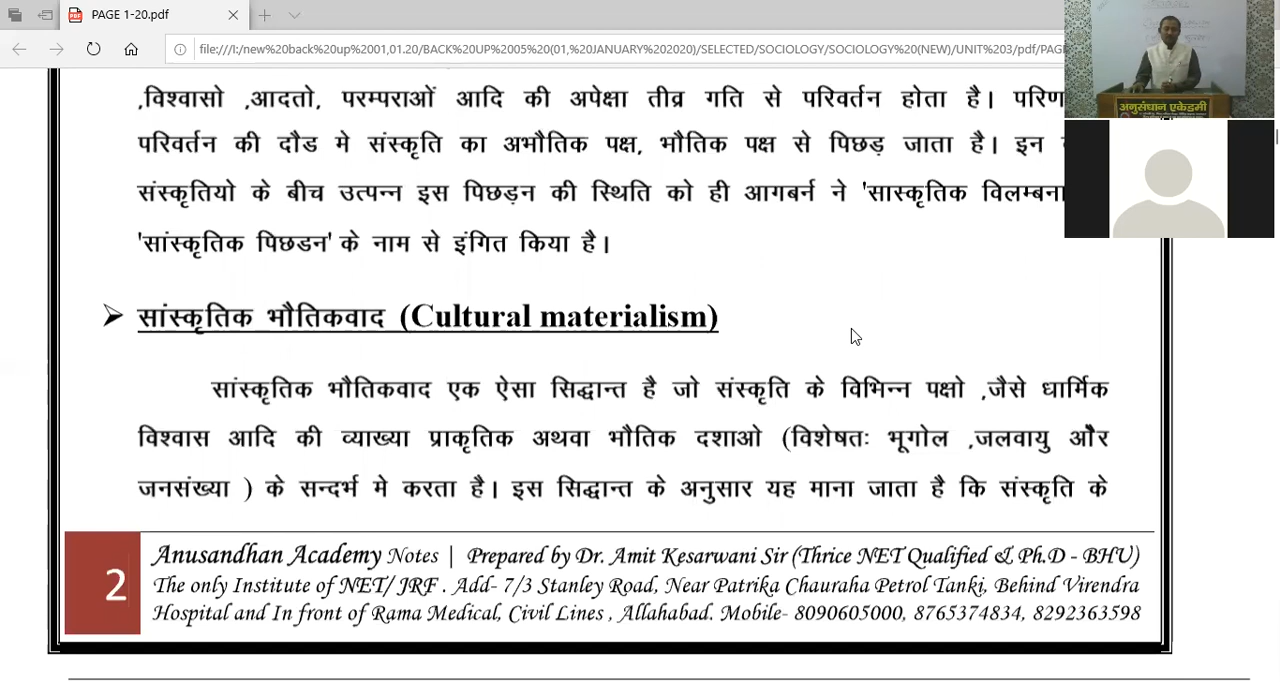 PAGE 1-20.pdf
file:///I:/new%20back%20up%2001,01.20/BACK%20UP%2005%20(01,%20JANUARY%202020)/SELECTED/SOCIOLOGY/SOCIOLOGY%20(NEW)/UNIT%203/pdf/PAG
अनुसंधान एकेडमी
,विश्वासो ,आदतो, परम्पराओं आदि की अपेक्षा तीव्र गति से परिवर्तन होता है। परिण
परिवर्तन की दौड मे संस्कृति का अभौतिक पक्ष, भौतिक पक्ष से पिछड़ जाता है। इन
संस्कृतियो के बीच उत्पन्न इस पिछड़न की स्थिति को ही आगबर्न ने 'सास्कृतिक विलम्बना
'सांस्कृतिक पिछडन' के नाम से इंगित किया है।
➢ सांस्कृतिक भौतिकवाद (Cultural materialism)
सांस्कृतिक भौतिकवाद एक ऐसा सिद्धान्त है जो संस्कृति के विभिन्न पक्षो ,जैसे धार्मिक
विश्वास आदि की व्याख्या प्राकृतिक अथवा भौतिक दशाओ (विशेषतः भूगोल ,जलवायु और
जनसंख्या ) के सन्दर्भ मे करता है। इस सिद्धान्त के अनुसार यह माना जाता है कि संस्कृति के
2
Anusandhan Academy Notes | Prepared by Dr. Amit Kesarwani Sir (Thrice NET Qualified & Ph.D - BHU)
The only Institute of NET/ JRF . Add- 7/3 Stanley Road, Near Patrika Chauraha Petrol Tanki, Behind Virendra
Hospital and In front of Rama Medical, Civil Lines , Allahabad. Mobile- 8090605000, 8765374834, 8292363598